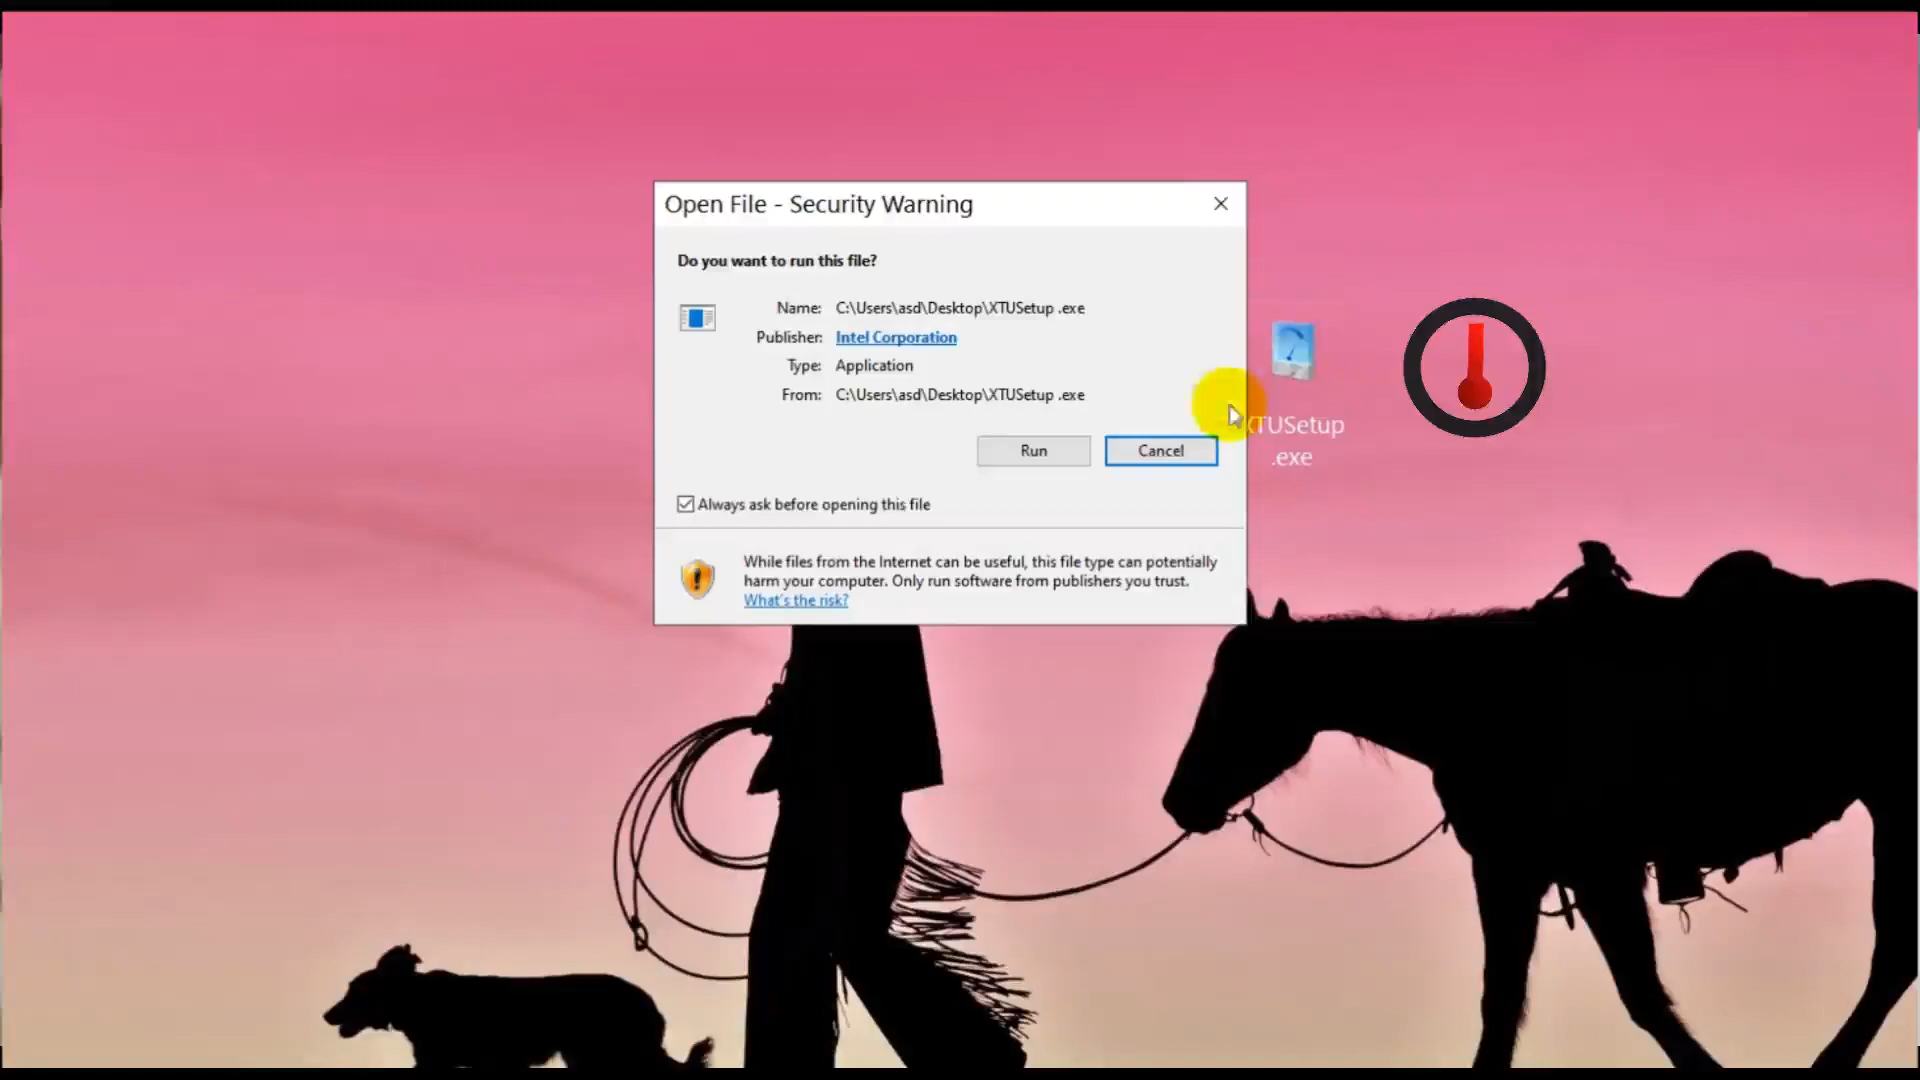 Open File - Security Warning
Do you want to run this file?
Name: C:\Users\asd\Desktop\XTUSetup .exe
Publisher: Intel Corporation
Type: Application
From: C:\Users\asd\Desktop\XTUSetup .exe
Run Cancel
Always ask before opening this file
While files from the Internet can be useful, this file type can potentially
harm your computer. Only run software from publishers you trust.
What's the risk?
XTUSetup
.exe